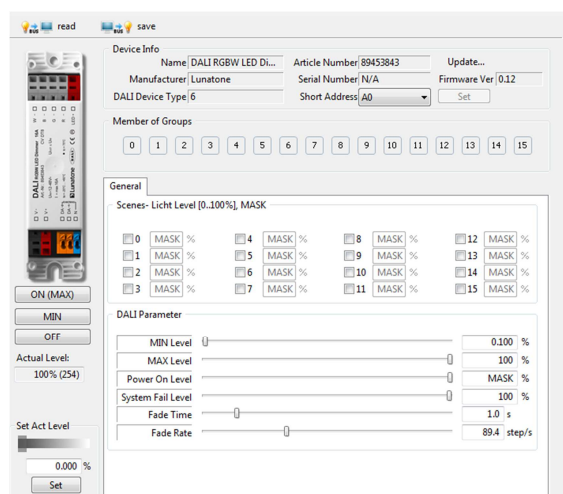 read save
Device Info
Name DALI RGBW LED Di... Article Number 89453843 Update...
Manufacturer Lunatone Serial Number N/A Firmware Ver 0.12
DALI Device Type 6 Short Address A0 Set
Member of Groups
0 1 2 3 4 5 6 7 8 9 10 11 12 13 14 15
General
Scenes- Licht Level [0..100%], MASK
0 MASK % 4 MASK % 8 MASK % 12 MASK %
1 MASK % 5 MASK % 9 MASK % 13 MASK %
2 MASK % 6 MASK % 10 MASK % 14 MASK %
3 MASK % 7 MASK % 11 MASK % 15 MASK %
DALI Parameter
MIN Level 0.100 %
MAX Level 100 %
Power On Level MASK %
System Fail Level 100 %
Fade Time 1.0 s
Fade Rate 89.4 step/s
DALI RGBW LED Dimmer 16A
Lunatone
ON (MAX)
MIN
OFF
Actual Level:
100% (254)
Set Act Level
0.000 %
Set